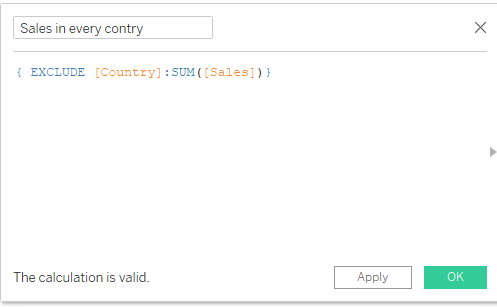 Sales in every contry
{ EXCLUDE [Country]:SUM([Sales])}
The calculation is valid.
Apply
OK